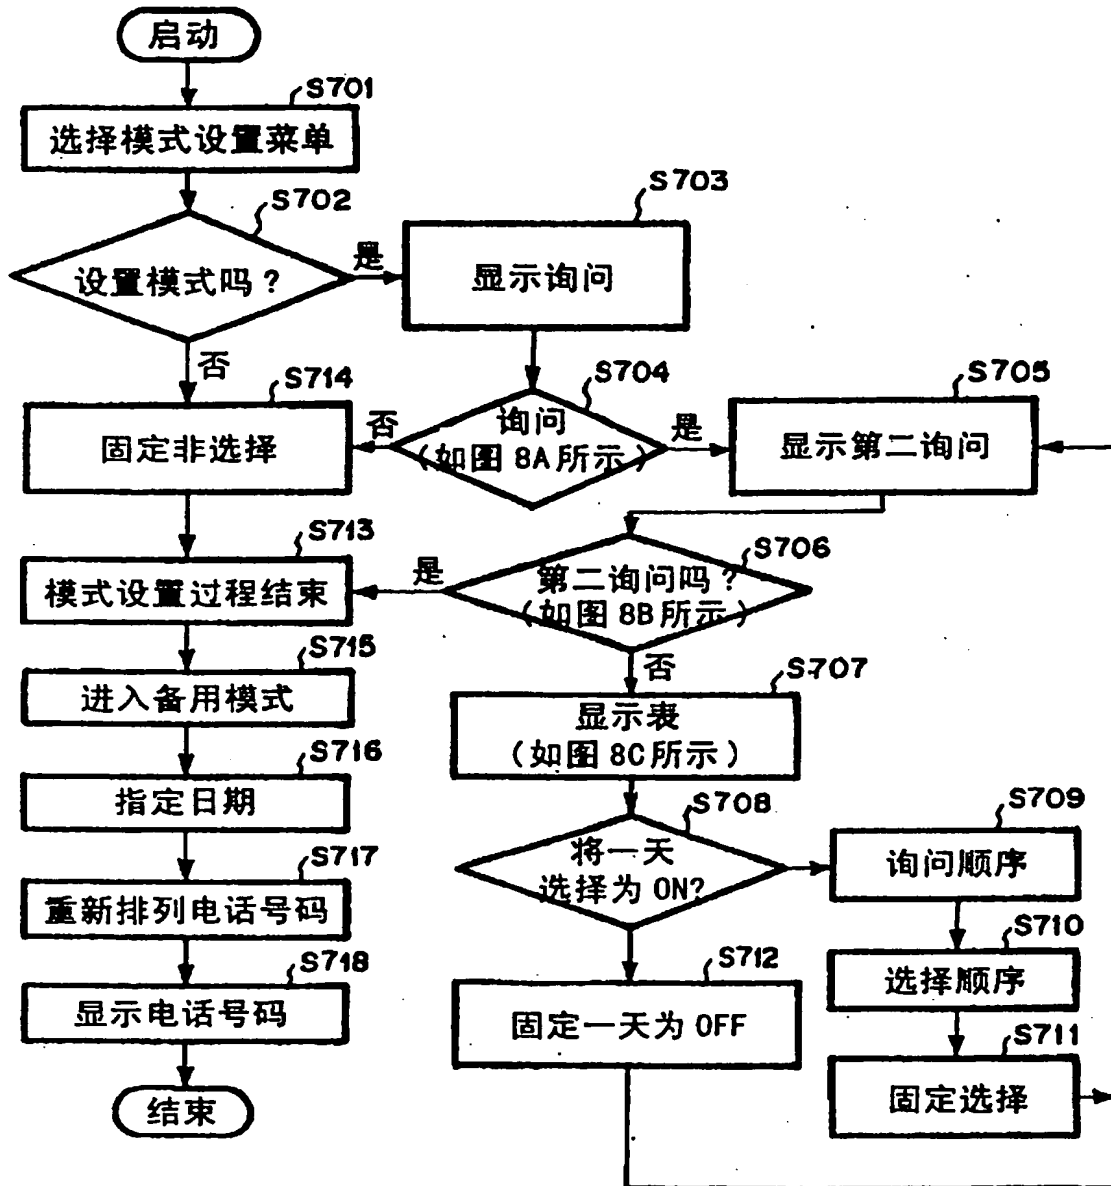 启动
S701
选择模式设置菜单
S702
设置模式吗？
是
否
S703
显示询问
S704
询问
（如图 8A 所示）
否
是
S705
显示第二询问
S714
固定非选择
S713
模式设置过程结束
是
S706
第二询问吗？
（如图 8B 所示）
否
S715
进入备用模式
S707
显示表
（如图 8C 所示）
S716
指定日期
S708
将一天
选择为 ON?
S709
询问顺序
S717
重新排列电话号码
S710
选择顺序
S718
显示电话号码
S712
固定一天为 OFF
S711
固定选择
结束